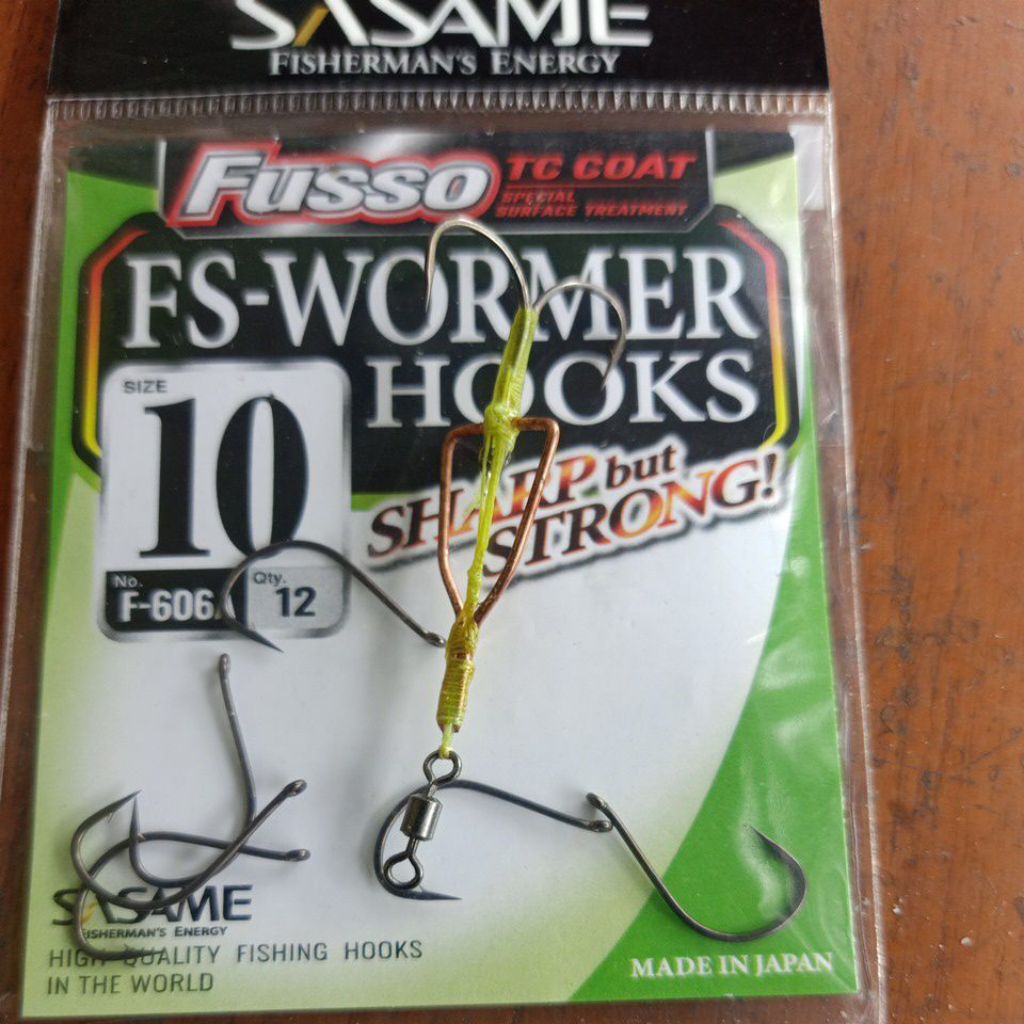 SASAME
FISHERMAN'S ENERGY
FUSSO TC COAT
SPECIAL
SURFACE TREATMENT
FS-WORMER
HOOKS
SIZE
10
SHARP but
STRONG!
No. F-606A
Qty. 12
SASAME
FISHERMAN'S ENERGY
HIGH QUALITY FISHING HOOKS
IN THE WORLD
MADE IN JAPAN